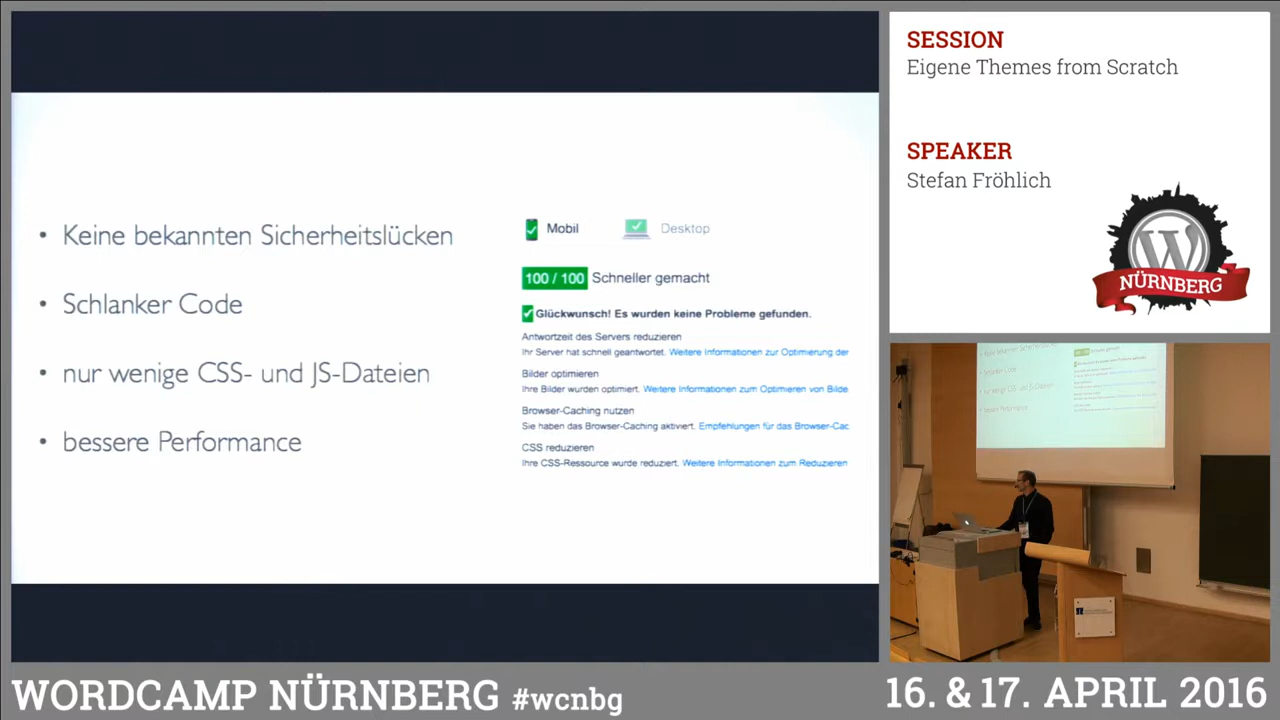 • Keine bekannten Sicherheitslücken
• Schlanker Code
• nur wenige CSS- und JS-Dateien
• bessere Performance
Mobil
Desktop
100 / 100 Schneller gemacht
Glückwunsch! Es wurden keine Probleme gefunden.
Antwortzeit des Servers reduzieren
Ihr Server hat schnell geantwortet. Weitere Informationen zur Optimierung der
Bilder optimieren
Ihre Bilder wurden optimiert. Weitere Informationen zum Optimieren von Bilde
Browser-Caching nutzen
Sie haben das Browser-Caching aktiviert. Empfehlungen für das Browser-Cac
CSS reduzieren
Ihre CSS-Ressource wurde reduziert. Weitere Informationen zum Reduzieren
SESSION
Eigene Themes from Scratch
SPEAKER
Stefan Fröhlich
W
NÜRNBERG
WORDCAMP NÜRNBERG #wcnbg
16. & 17. APRIL 2016